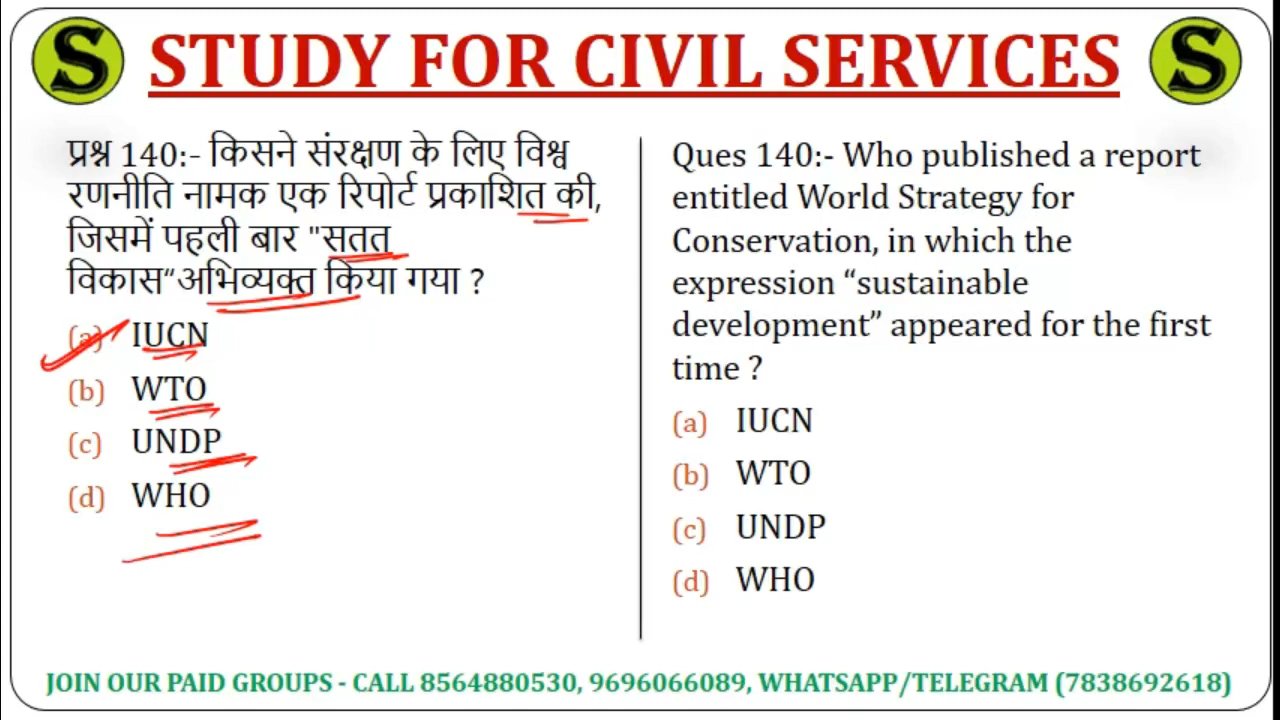 S STUDY FOR CIVIL SERVICES S
प्रश्न 140:- किसने संरक्षण के लिए विश्व
रणनीति नामक एक रिपोर्ट प्रकाशित की,
जिसमें पहली बार "सतत
विकास“अभिव्यक्त किया गया ?
(a) IUCN
(b) WTO
(c) UNDP
(d) WHO
Ques 140:- Who published a report
entitled World Strategy for
Conservation, in which the
expression “sustainable
development” appeared for the first
time ?
(a) IUCN
(b) WTO
(c) UNDP
(d) WHO
JOIN OUR PAID GROUPS - CALL 8564880530, 9696066089, WHATSAPP/TELEGRAM (7838692618)